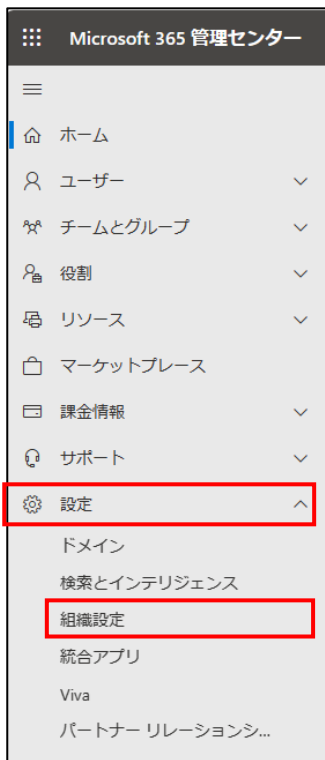 Microsoft 365 管理センター
ホーム
ユーザー
チームとグループ
役割
リソース
マーケットプレース
課金情報
サポート
設定
ドメイン
検索とインテリジェンス
組織設定
統合アプリ
Viva
パートナー リレーションシ...